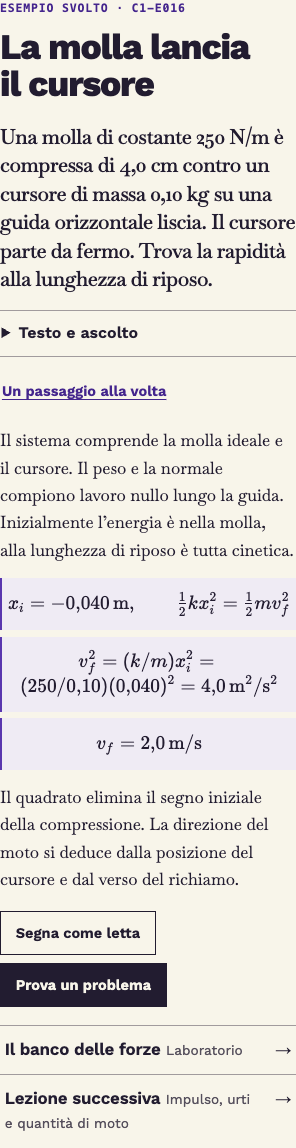 ESEMPIO SVOLTO · C1–E016
La molla lancia
il cursore
Una molla di costante 250 N/m è
compressa di 4,0 cm contro un
cursore di massa 0,10 kg su una
guida orizzontale liscia. Il cursore
parte da fermo. Trova la rapidità
alla lunghezza di riposo.
▶ Testo e ascolto
Un passaggio alla volta
Il sistema comprende la molla ideale e
il cursore. Il peso e la normale
compiono lavoro nullo lungo la guida.
Inizialmente l’energia è nella molla,
alla lunghezza di riposo è tutta cinetica.
xᵢ = −0,040 m, ½kxᵢ² = ½mv_f²
v_f² = (k/m)xᵢ² =
(250/0,10)(0,040)² = 4,0 m²/s²
v_f = 2,0 m/s
Il quadrato elimina il segno iniziale
della compressione. La direzione del
moto si deduce dalla posizione del
cursore e dal verso del richiamo.
Segna come letta
Prova un problema
Il banco delle forze Laboratorio →
Lezione successiva Impulso, urti →
e quantità di moto